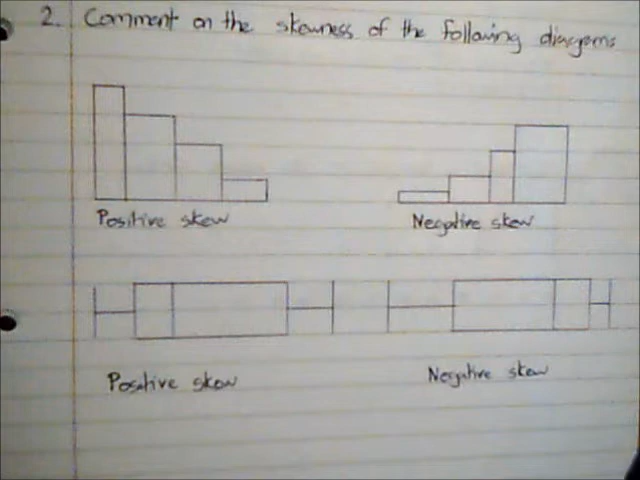 2. Comment on the skewness of the following diagrams
Positive skew
Negative skew
Positive skew
Negative skew